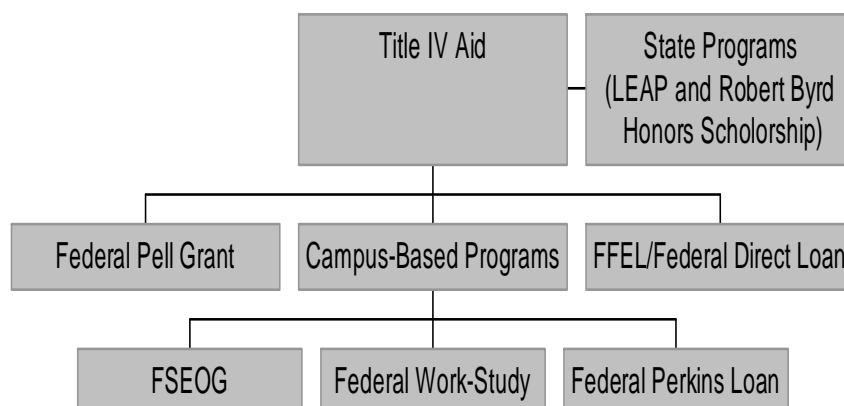 Title IV Aid
State Programs
(LEAP and Robert Byrd
Honors Scholorship)
Federal Pell Grant
Campus-Based Programs
FFEL/Federal Direct Loan
FSEOG
Federal Work-Study
Federal Perkins Loan